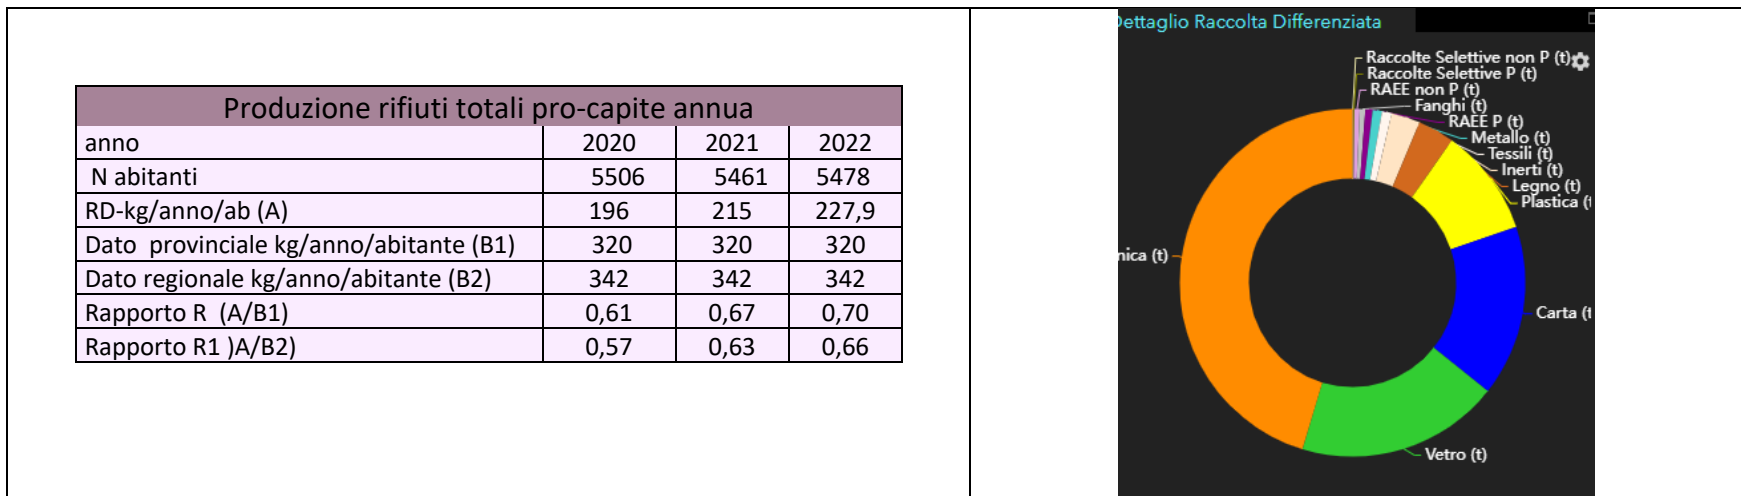 Produzione rifiuti totali pro-capite annua
anno 2020 2021 2022
N abitanti 5506 5461 5478
RD-kg/anno/ab (A) 196 215 227,9
Dato provinciale kg/anno/abitante (B1) 320 320 320
Dato regionale kg/anno/abitante (B2) 342 342 342
Rapporto R (A/B1) 0,61 0,67 0,70
Rapporto R1 )A/B2) 0,57 0,63 0,66
Dettaglio Raccolta Differenziata
Raccolte Selettive non P (t)
Raccolte Selettive P (t)
RAEE non P (t)
Fanghi (t)
RAEE P (t)
Metallo (t)
Tessili (t)
Inerti (t)
Legno (t)
Plastica (t
nica (t)
Carta (t
Vetro (t)